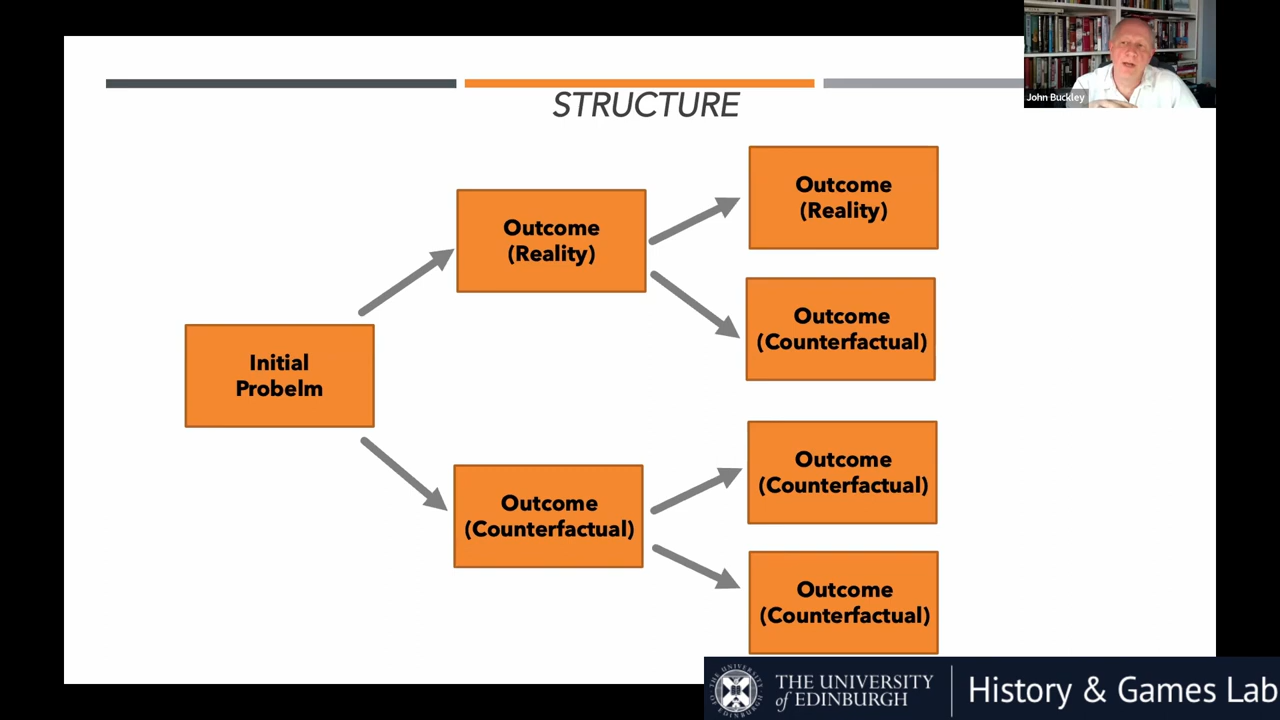 John Buckley
STRUCTURE
Initial
Probelm
Outcome
(Reality)
Outcome
(Counterfactual)
Outcome
(Reality)
Outcome
(Counterfactual)
Outcome
(Counterfactual)
Outcome
(Counterfactual)
THE UNIVERSITY
of EDINBURGH
History & Games Lab